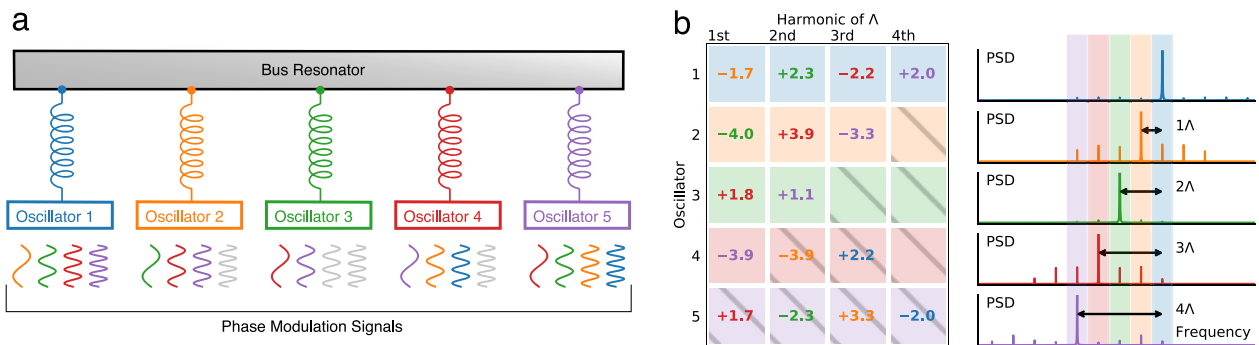 a
Bus Resonator
Oscillator 1 Oscillator 2 Oscillator 3 Oscillator 4 Oscillator 5
Phase Modulation Signals
b
Harmonic of Λ
1st 2nd 3rd 4th
Oscillator
1 −1.7 +2.3 −2.2 +2.0
2 −4.0 +3.9 −3.3
3 +1.8 +1.1
4 −3.9 −3.9 +2.2
5 +1.7 −2.3 +3.3 −2.0
PSD
PSD 1Λ
PSD 2Λ
PSD 3Λ
PSD 4Λ
Frequency